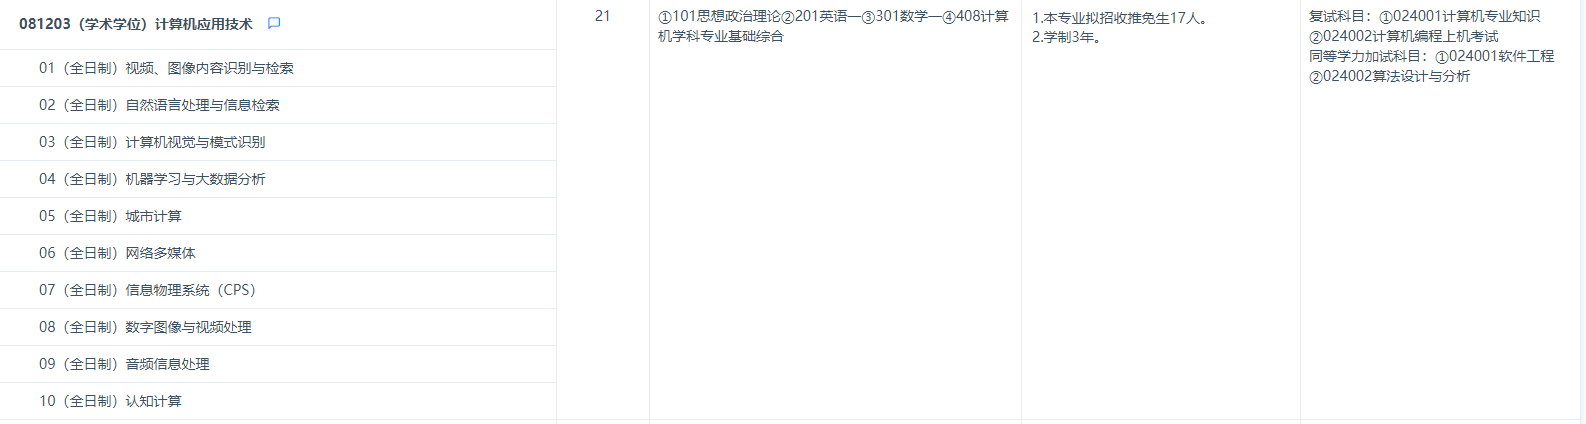 081203（学术学位）计算机应用技术
01（全日制）视频、图像内容识别与检索
02（全日制）自然语言处理与信息检索
03（全日制）计算机视觉与模式识别
04（全日制）机器学习与大数据分析
05（全日制）城市计算
06（全日制）网络多媒体
07（全日制）信息物理系统（CPS）
08（全日制）数字图像与视频处理
09（全日制）音频信息处理
10（全日制）认知计算
21
①101思想政治理论②201英语一③301数学一④408计算
机学科专业基础综合
1.本专业拟招收推免生17人。
2.学制3年。
复试科目：①024001计算机专业知识
②024002计算机编程上机考试
同等学力加试科目：①024001软件工程
②024002算法设计与分析